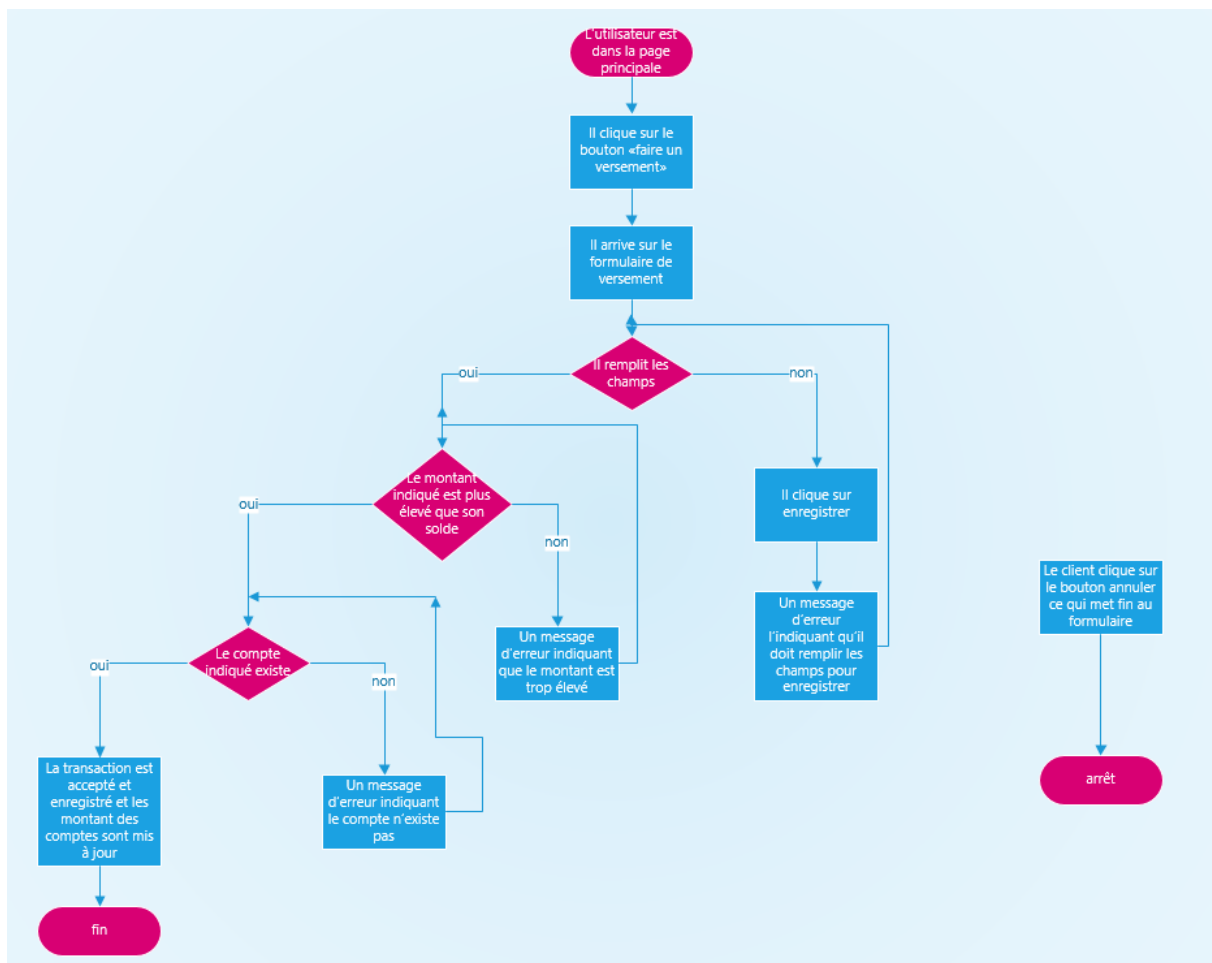 L'utilisateur est
dans la page
principale
Il clique sur le
bouton «faire un
versement»
Il arrive sur le
formulaire de
versement
Il remplit les
champs
oui
non
Le montant
indiqué est plus
élevé que son
solde
oui
non
Il clique sur
enregistrer
Un message
d'erreur
l'indiquant qu'il
doit remplir les
champs pour
enregistrer
Le client clique sur
le bouton annuler
ce qui met fin au
formulaire
arrêt
Un message
d'erreur indiquant
que le montant est
trop élevé
Le compte
indiqué existe
oui
non
Un message
d'erreur indiquant
le compte n'existe
pas
La transaction est
accepté et
enregistré et les
montant des
comptes sont mis
à jour
fin